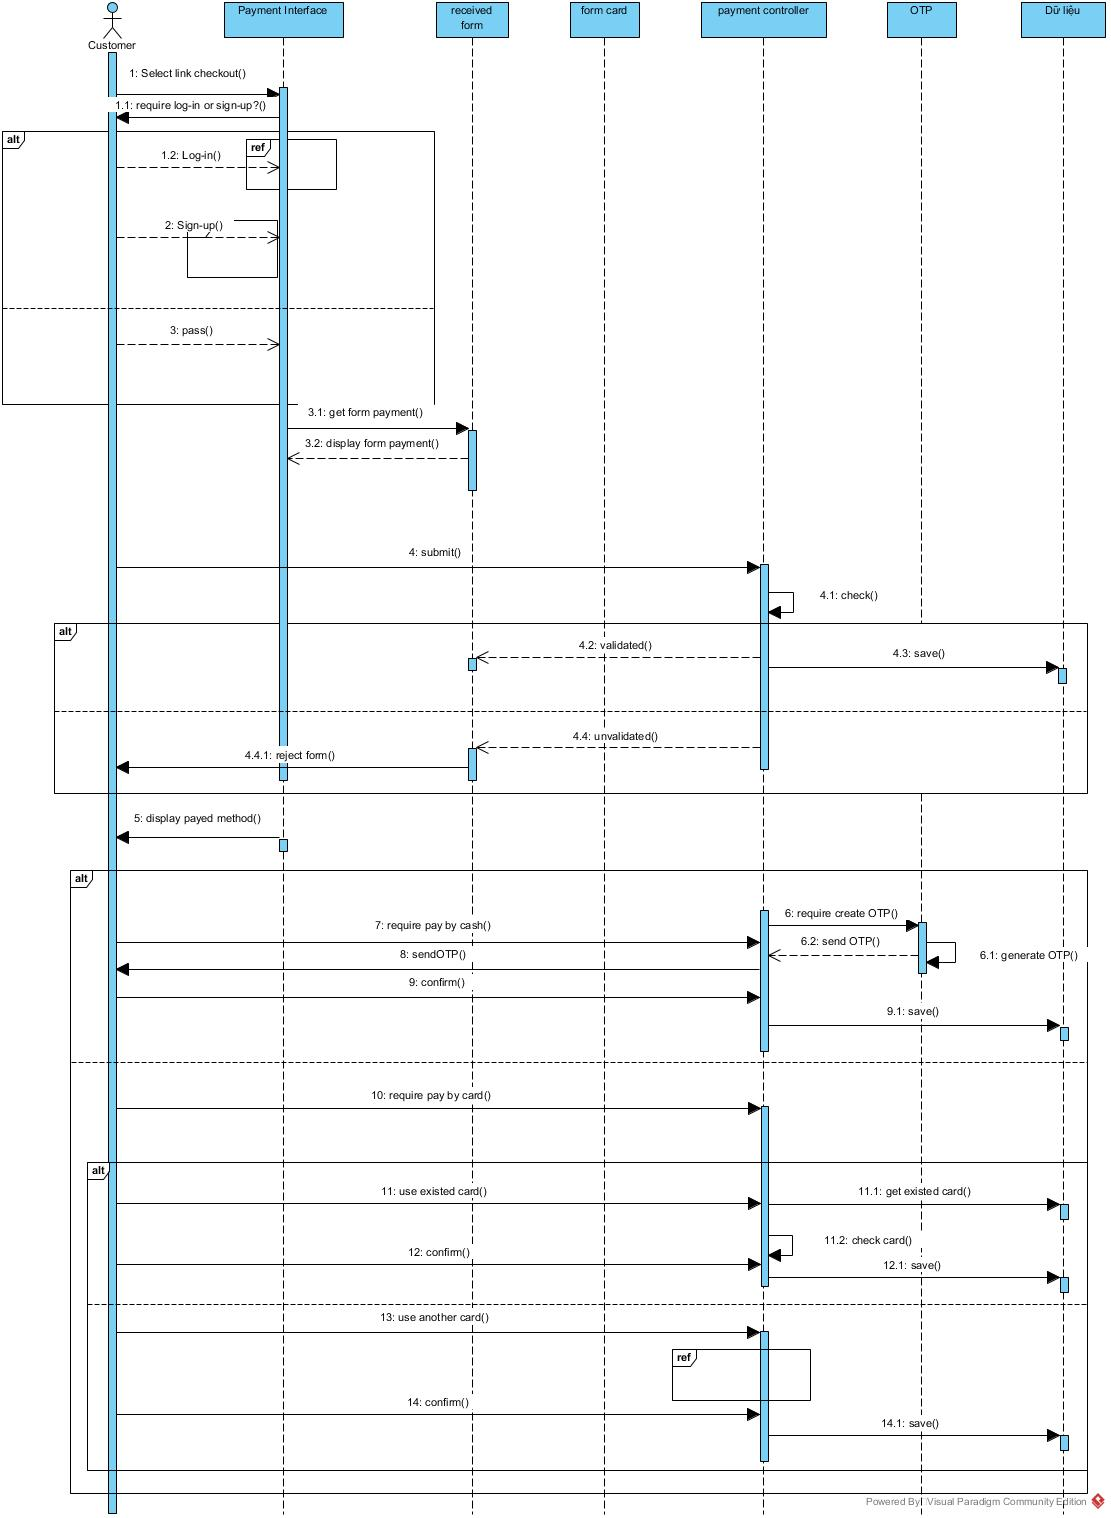 Payment Interface
received
form
form card
payment controller
OTP
Dữ liệu
Customer
1: Select link checkout()
1.1: require log-in or sign-up?()
alt
ref
1.2: Log-in()
2: Sign-up()
3: pass()
3.1: get form payment()
3.2: display form payment()
4: submit()
4.1: check()
alt
4.2: validated()
4.3: save()
4.4: unvalidated()
4.4.1: reject form()
5: display payed method()
alt
6: require create OTP()
7: require pay by cash()
6.2: send OTP()
8: sendOTP()
6.1: generate OTP()
9: confirm()
9.1: save()
10: require pay by card()
alt
11: use existed card()
11.1: get existed card()
11.2: check card()
12: confirm()
12.1: save()
13: use another card()
ref
14: confirm()
14.1: save()
Powered By Visual Paradigm Community Edition